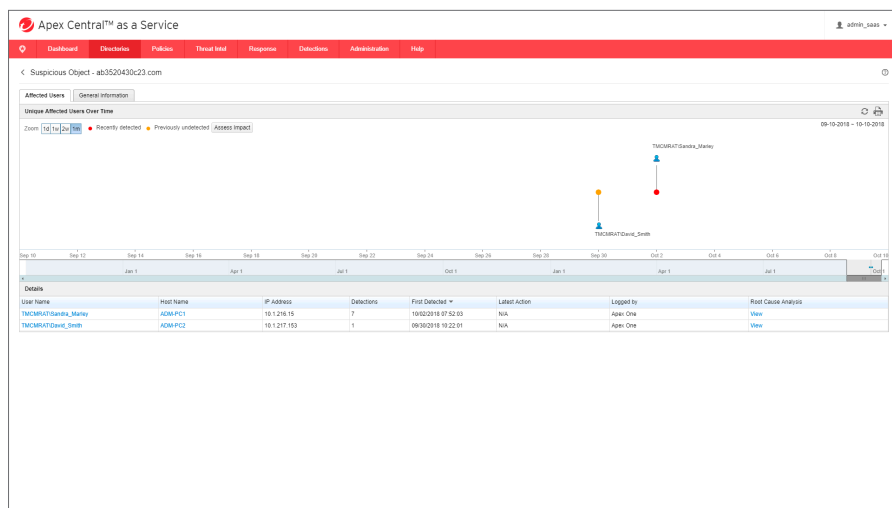 Apex Central™ as a Service
admin_saas
Dashboard Directories Policies Threat Intel Response Detections Administration Help
Suspicious Object - ab3520430c23.com
Affected Users General Information
Unique Affected Users Over Time
Zoom 1d 1w 2w 1m Recently detected Previously undetected Assess Impact
09-10-2018 ~ 10-10-2018
TMCMRAT\Sandra_Marley
TMCMRAT\David_Smith
Sep 10 Sep 12 Sep 14 Sep 16 Sep 18 Sep 20 Sep 22 Sep 24 Sep 26 Sep 28 Sep 30 Oct 2 Oct 4 Oct 6 Oct 8 Oct 10
Jan 1 Apr 1 Jul 1 Oct 1 Jan 1 Apr 1 Jul 1 Oct 1
Details
User Name Host Name IP Address Detections First Detected Latest Action Logged by Root Cause Analysis
TMCMRAT\Sandra_Marley ADM-PC1 10.1.216.15 7 10/02/2018 07:52:03 N/A Apex One View
TMCMRAT\David_Smith ADM-PC2 10.1.217.153 1 09/30/2018 10:22:01 N/A Apex One View